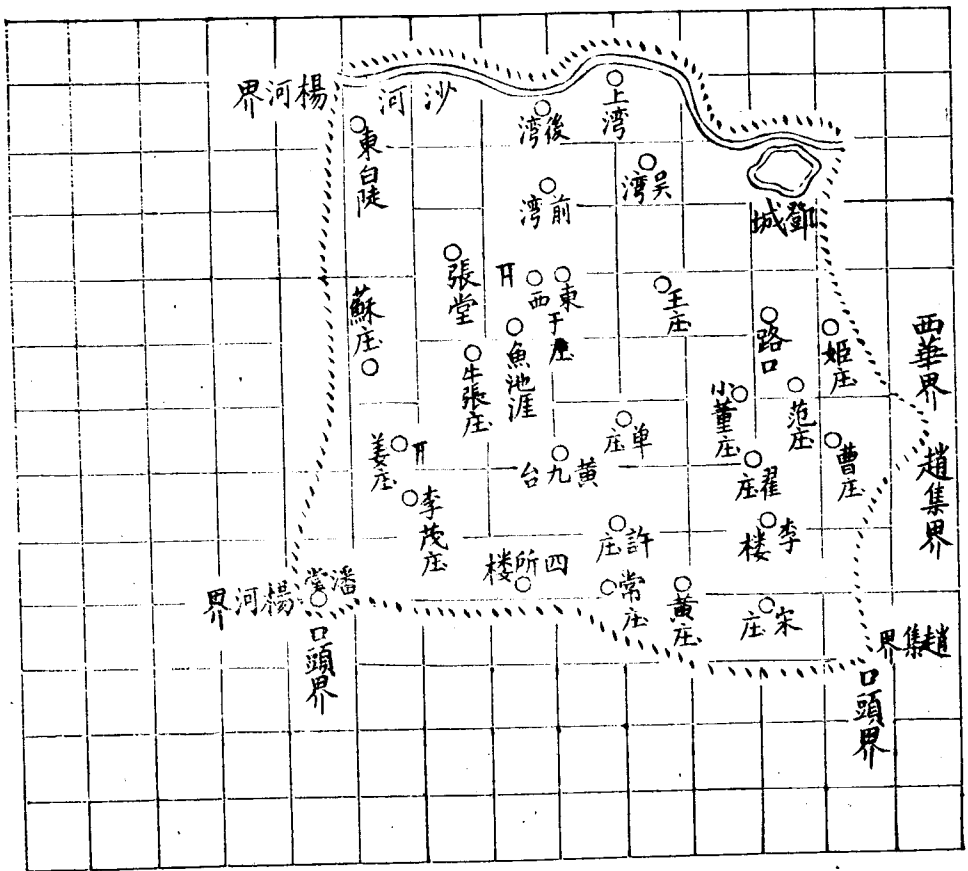 楊河界
沙河
上湾
後湾
東白陡
吳湾
前湾
鄧城
張堂
東西于庄
王庄
蘇庄
魚池涯
路口
姬庄
西華界
牛張庄
小董庄
范庄
单庄
姜庄
黄九台
翟庄
曹庄
趙集界
李茂庄
許庄
李楼
四所楼
潘堂
楊河界
常庄
黄庄
宋庄
趙集界
口頭界
口頭界